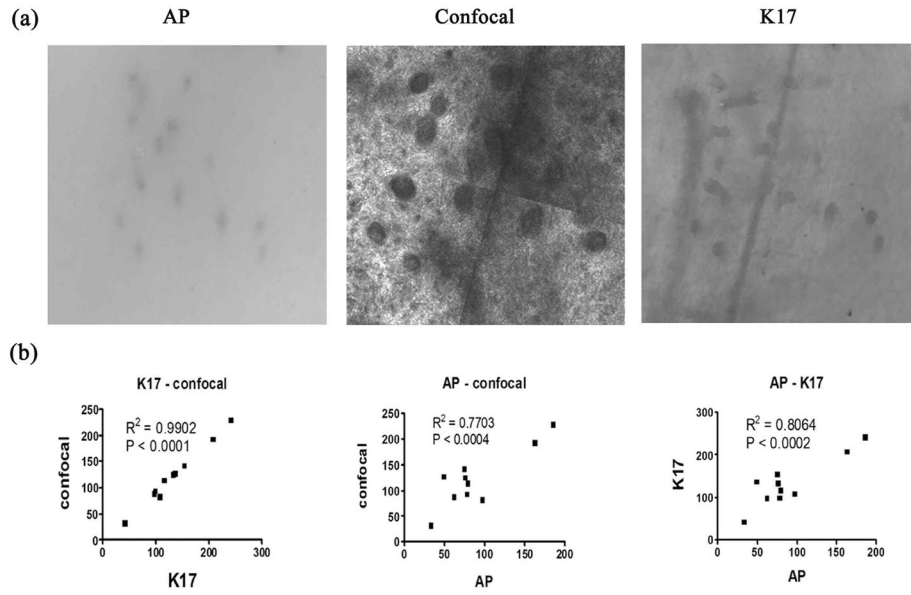 (a)
AP
Confocal
K17
(b)
K17 - confocal
R² = 0.9902
P < 0.0001
confocal
250
200
150
100
50
0
0 100 200 300
K17
AP - confocal
R² = 0.7703
P < 0.0004
confocal
250
200
150
100
50
0
0 50 100 150 200
AP
AP - K17
R² = 0.8064
P < 0.0002
K17
300
200
100
0
0 50 100 150 200
AP